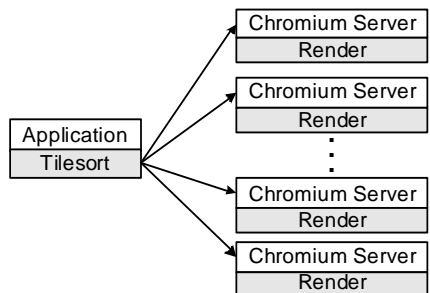 Chromium Server
Render
Chromium Server
Render
Application
Tilesort
Chromium Server
Render
Chromium Server
Render